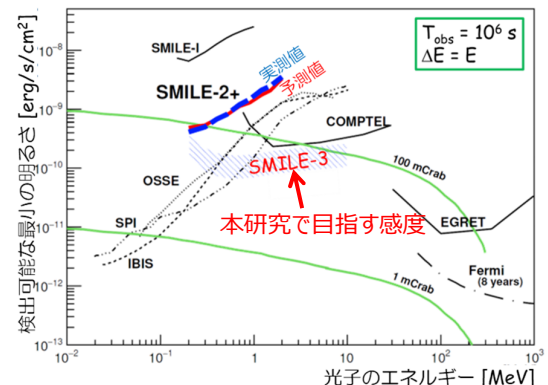 検出可能な最小の明るさ [erg/s/cm²]
10⁻⁸
10⁻⁹
10⁻¹⁰
10⁻¹¹
10⁻¹²
10⁻¹³
SMILE-I
SMILE-2+
実測値
予測値
T_obs = 10⁶ s
ΔE = E
COMPTEL
SMILE-3
100 mCrab
OSSE
本研究で目指す感度
SPI
IBIS
EGRET
Fermi
(8 years)
1 mCrab
10⁻²
10⁻¹
1
10
10²
10³
光子のエネルギー [MeV]